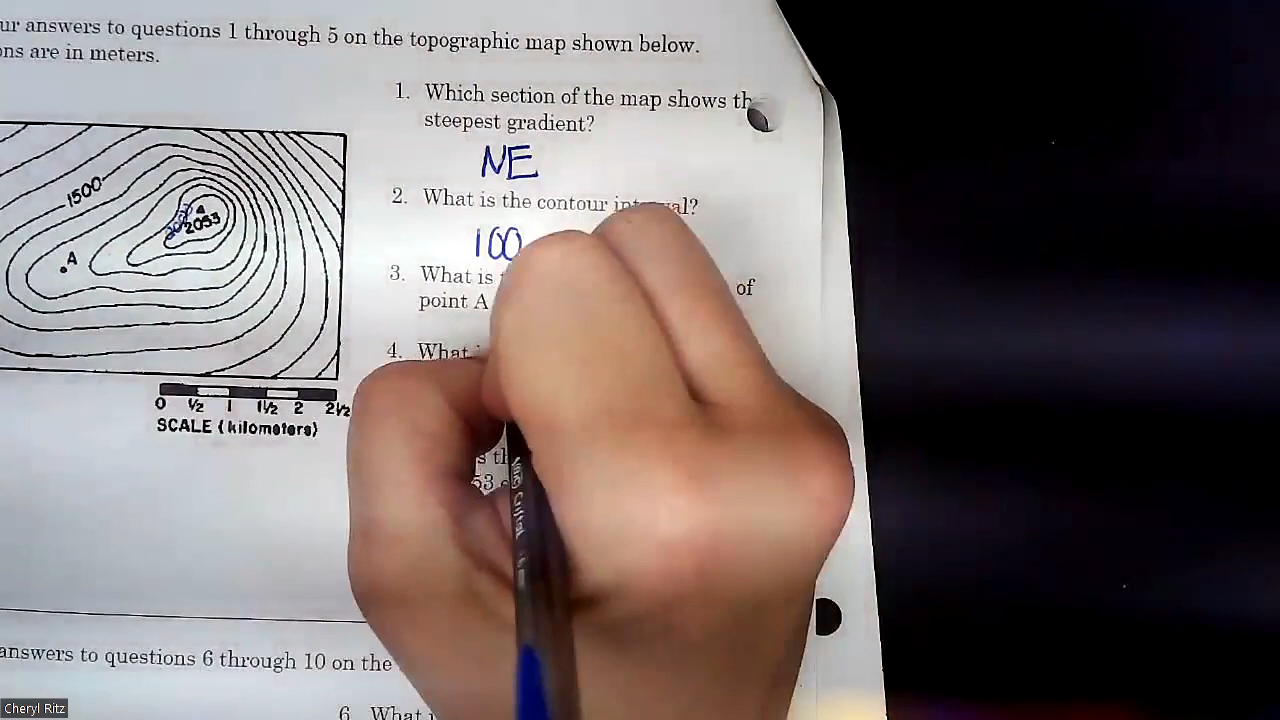 ur answers to questions 1 through 5 on the topographic map shown below.
ons are in meters.
1. Which section of the map shows th
steepest gradient?
NE
2. What is the contour
100
3. What is
of
point A
4. What
53
1500
2053
A
0 ½ 1 1½ 2 2½
SCALE (kilometers)
answers to questions 6 through 10 on the
6. What
Cheryl Ritz